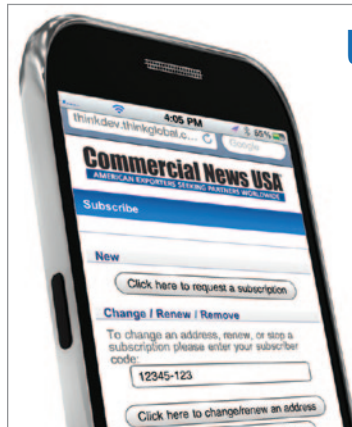 4:05 PM
65%
thinkdev.thinkglobal.c...
Google
Commercial News USA
AMERICAN EXPORTERS SEEKING PARTNERS WORLDWIDE
Subscribe
New
Click here to request a subscription
Change / Renew / Remove
To change an address, renew, or stop a
subscription please enter your subscriber
code:
12345-123
Click here to change/renew an address